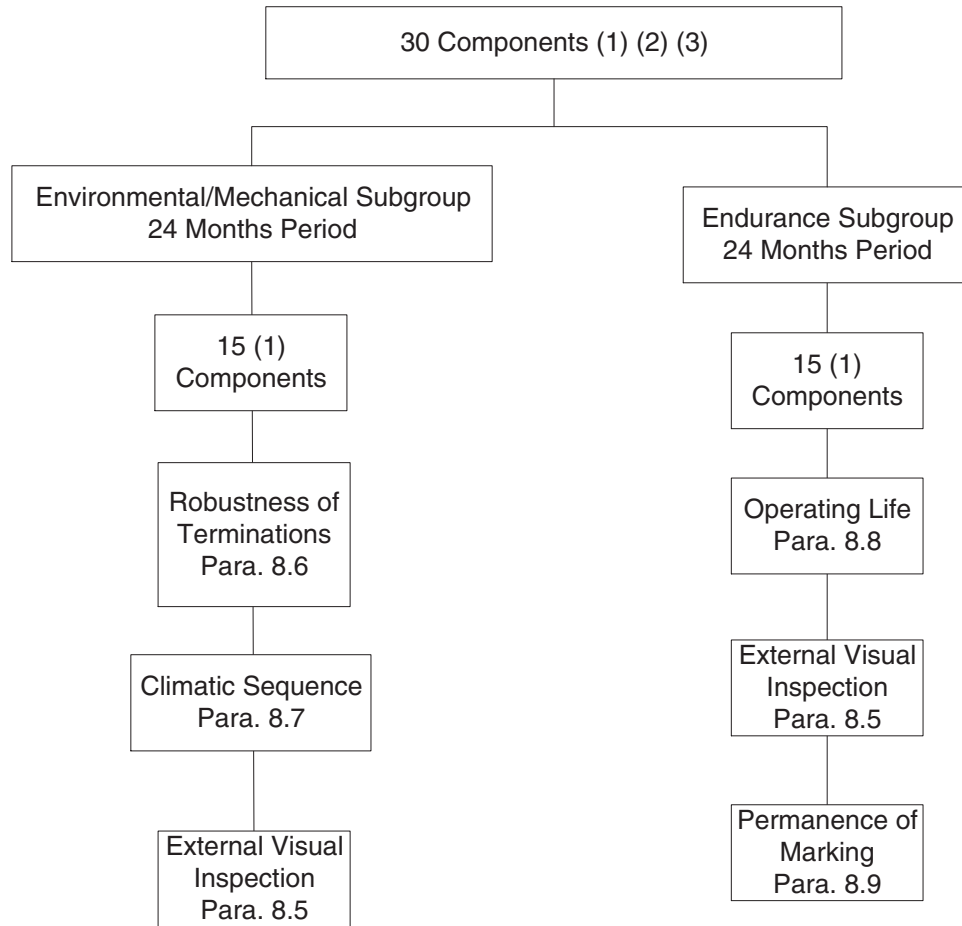 30 Components (1) (2) (3)
Environmental/Mechanical Subgroup
24 Months Period
15 (1)
Components
Robustness of
Terminations
Para. 8.6
Climatic Sequence
Para. 8.7
External Visual
Inspection
Para. 8.5
Endurance Subgroup
24 Months Period
15 (1)
Components
Operating Life
Para. 8.8
External Visual
Inspection
Para. 8.5
Permanence of
Marking
Para. 8.9